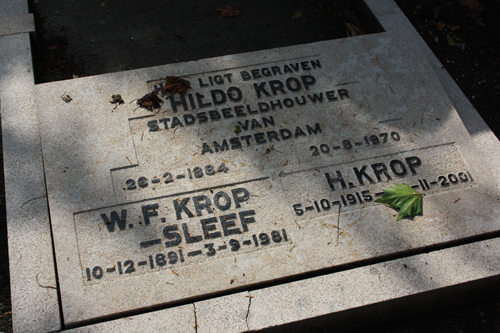 LIGT BEGRAVEN
HILDO KROP
STADSBEELDHOUWER
VAN
AMSTERDAM
26-2-1884 20-8-1970
W. F. KROP
-SLEEF
10-12-1891-3-9-1981
H. KROP
5-10-1915 -11-2001